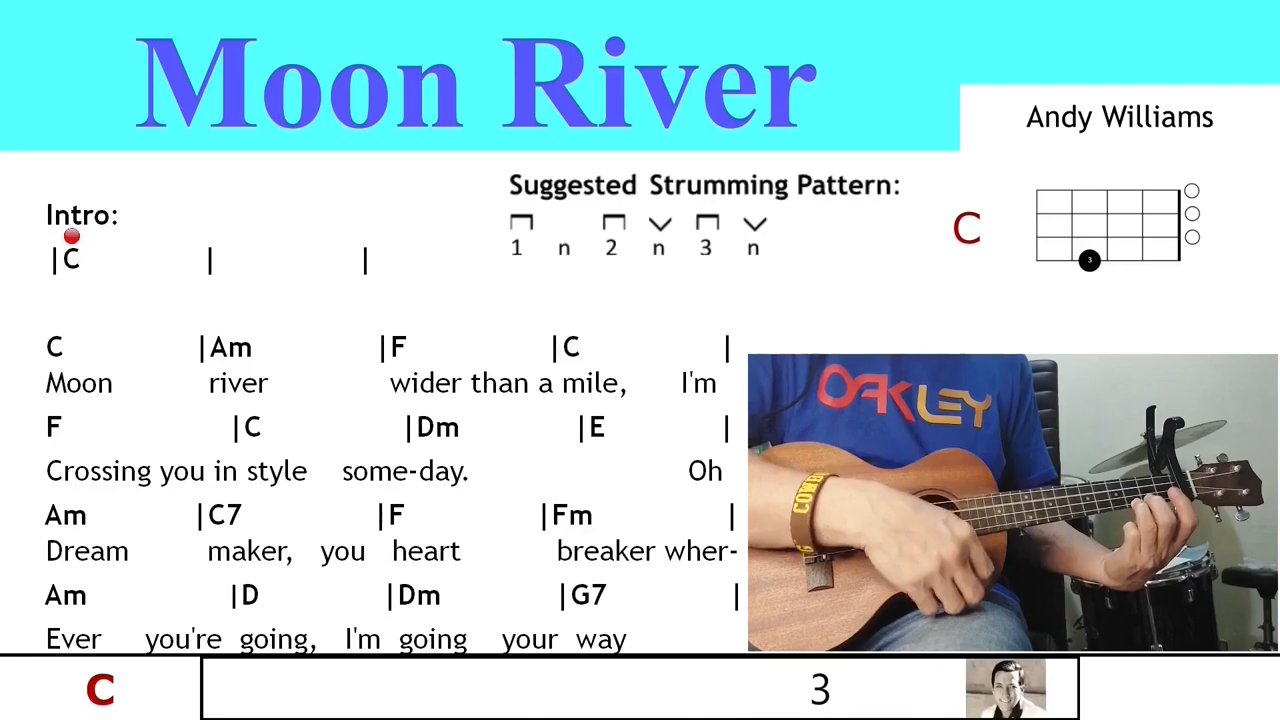 Moon River
Andy Williams
Suggested Strumming Pattern:
1 n 2 n 3 n
Intro:
|C | |
C
3
C |Am |F |C |
Moon river wider than a mile, I'm
F |C |Dm |E |
Crossing you in style some-day. Oh
Am |C7 |F |Fm |
Dream maker, you heart breaker wher-
Am |D |Dm |G7 |
Ever you're going, I'm going your way
OAKLEY
COWB
C
3